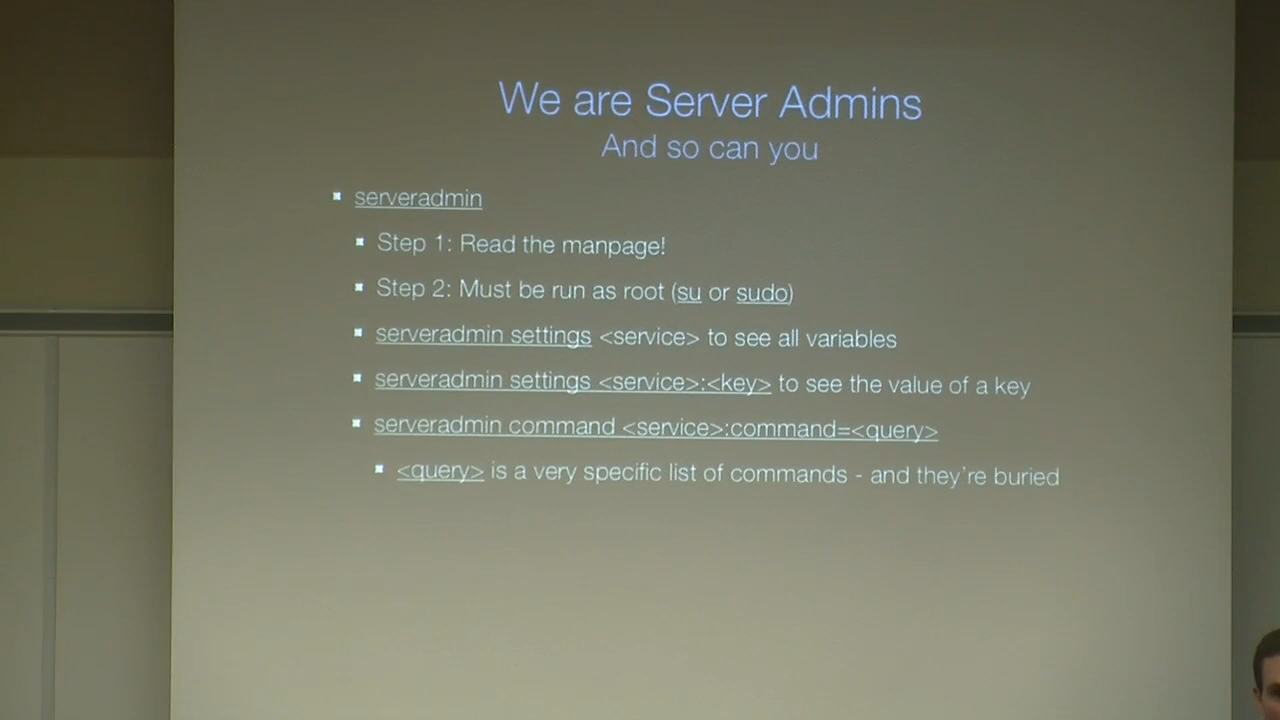 We are Server Admins
And so can you
serveradmin
Step 1: Read the manpage!
Step 2: Must be run as root (su or sudo)
serveradmin settings <service> to see all variables
serveradmin settings <service>:<key> to see the value of a key
serveradmin command <service>:command=<query>
<query> is a very specific list of commands - and they're buried